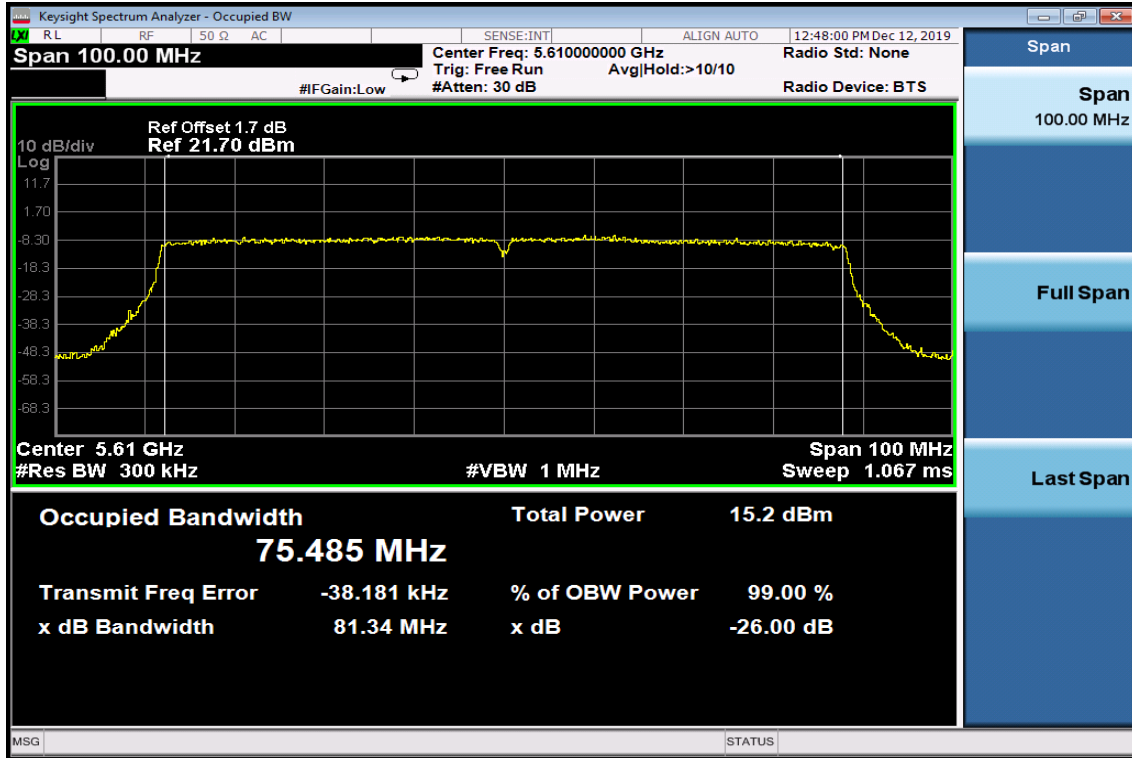 Keysight Spectrum Analyzer - Occupied BW
LXI RL RF 50 Ω AC SENSE:INT ALIGN AUTO 12:48:00 PM Dec 12, 2019
Span 100.00 MHz
Center Freq: 5.610000000 GHz Radio Std: None
Trig: Free Run Avg|Hold:>10/10
#IFGain:Low #Atten: 30 dB Radio Device: BTS
Span
Span
100.00 MHz
Full Span
Last Span
Ref Offset 1.7 dB
10 dB/div Ref 21.70 dBm
Log
11.7
1.70
-8.30
-18.3
-28.3
-38.3
-48.3
-58.3
-68.3
Center 5.61 GHz Span 100 MHz
#Res BW 300 kHz #VBW 1 MHz Sweep 1.067 ms
Occupied Bandwidth Total Power 15.2 dBm
75.485 MHz
Transmit Freq Error -38.181 kHz % of OBW Power 99.00 %
x dB Bandwidth 81.34 MHz x dB -26.00 dB
MSG STATUS